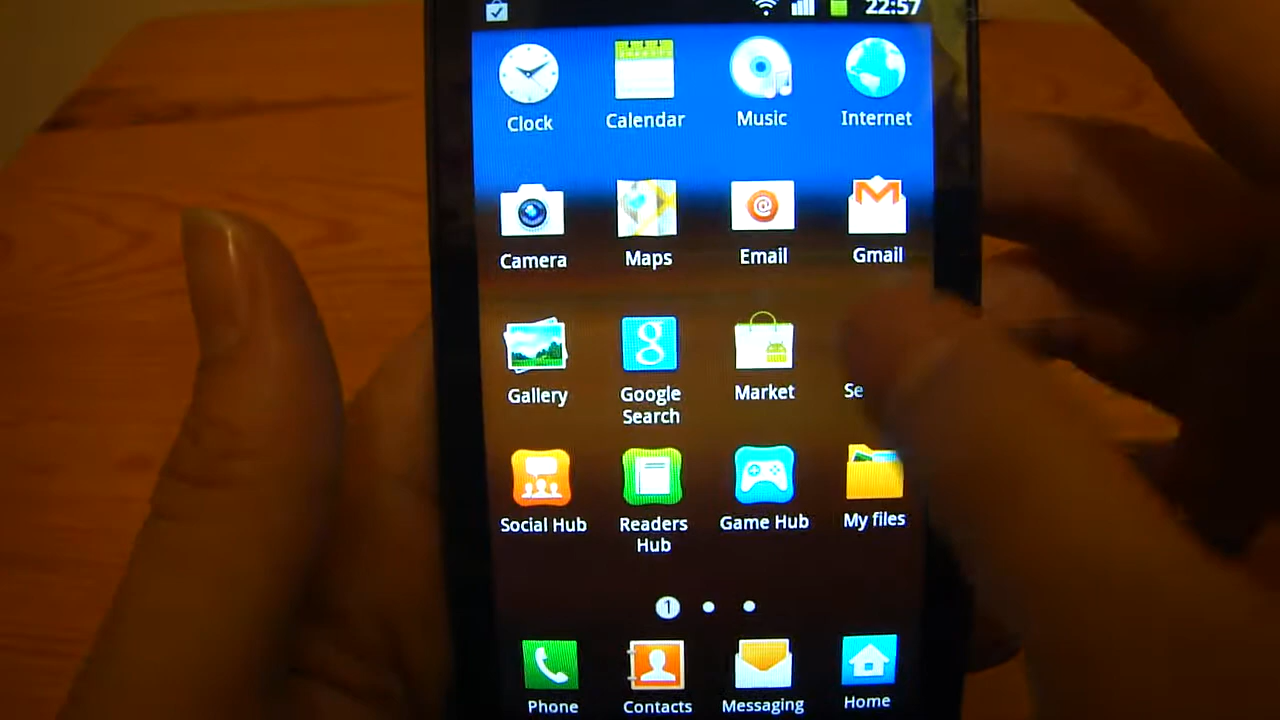 22:57
Clock Calendar Music Internet
Camera Maps Email Gmail
Gallery Google Search Market Se
Social Hub Readers Hub Game Hub My files
1
Phone Contacts Messaging Home